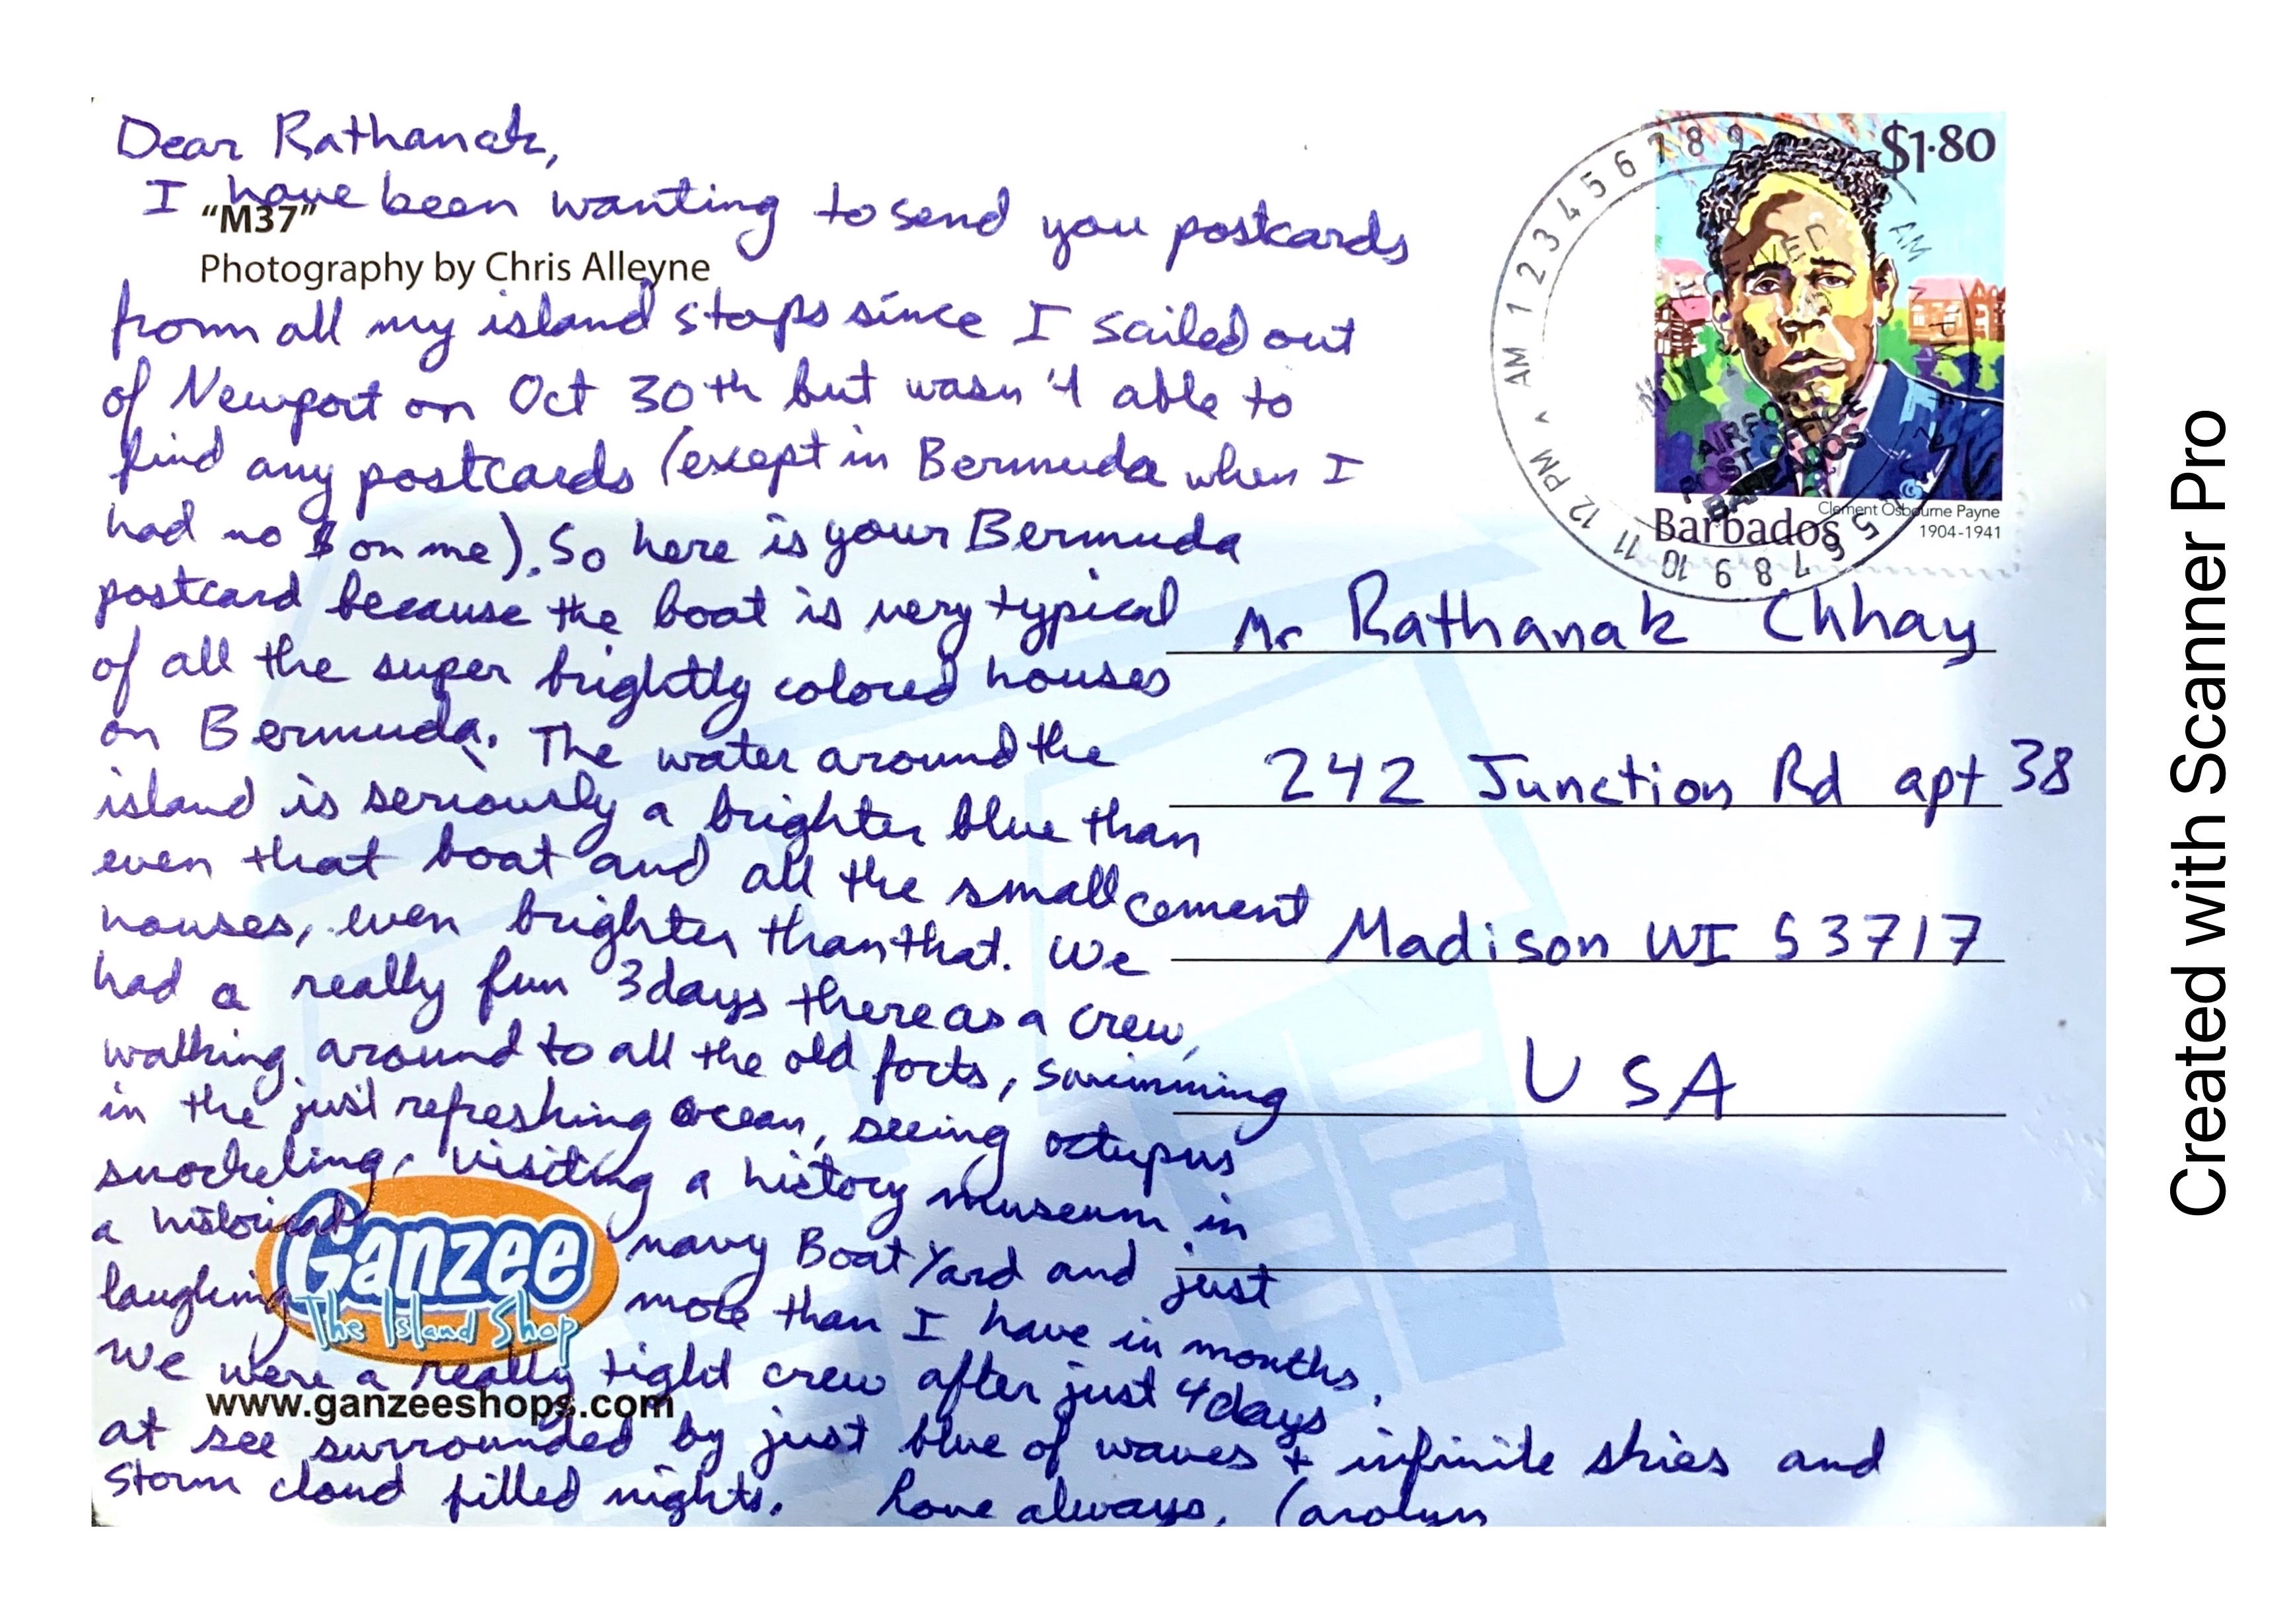 Dear Rathanak,
I have been wanting to send you postcards
"M37"
Photography by Chris Alleyne
from all my island stops since I sailed out
of Newport on Oct 30th but wasn't able to
find any postcards (except in Bermuda when I
had no $ on me). So here is your Bermuda
postcard because the boat is very typical
of all the super brightly colored houses
on Bermuda. The water around the
island is seriously a brighter blue than
even that boat and all the small cement
houses, even brighter than that. We
had a really fun 3 days there as a crew,
walking around to all the old forts, swimming
in the just refreshing ocean, seeing octupus
snorkeling, visiting a history museum in
a historical navy Boat Yard and just
laughing more than I have in months.
We were a really tight crew after just 4 days
at see surrounded by just blue of waves + infinite skies and
storm cloud filled nights. Love always, Carolyn
Ganzee
The Island Shop
www.ganzeeshops.com
$1.80
Clement Osbourne Payne
1904-1941
Barbados
AM 1 2 3 4 5 6 7 8 9
AM
12 PM
11 10 9 8 7 6 5
AIRPORT
POST OFFICE
BARBADOS
Mr Rathanak Chhay
242 Junction Rd apt 38
Madison WI 53717
USA
Created with Scanner Pro